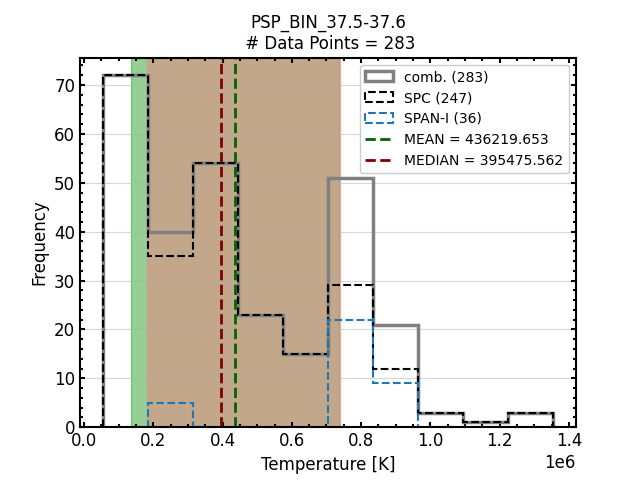 PSP_BIN_37.5-37.6
# Data Points = 283
comb. (283)
SPC (247)
SPAN-I (36)
MEAN = 436219.653
MEDIAN = 395475.562
Frequency
70
60
50
40
30
20
10
0
0.0 0.2 0.4 0.6 0.8 1.0 1.2 1.4
1e6
Temperature [K]